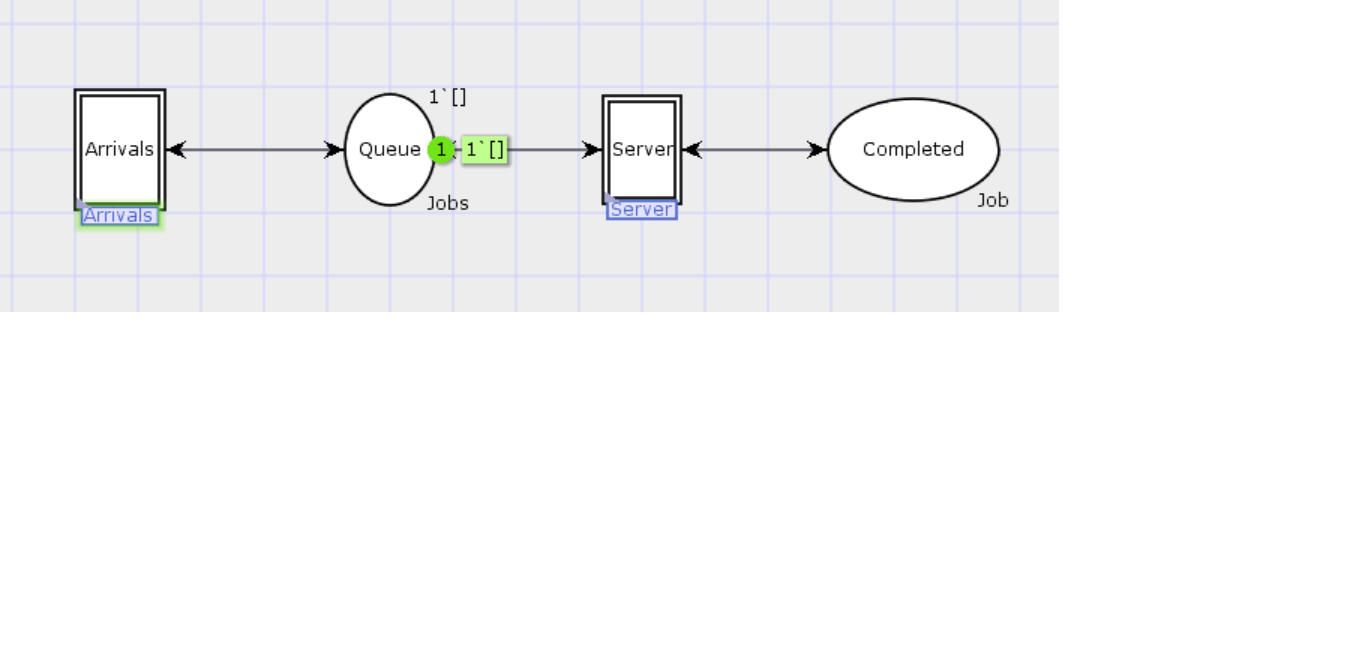 1`[]
Arrivals
Queue
1
1`[]
Server
Completed
Jobs
Job
Arrivals
Server